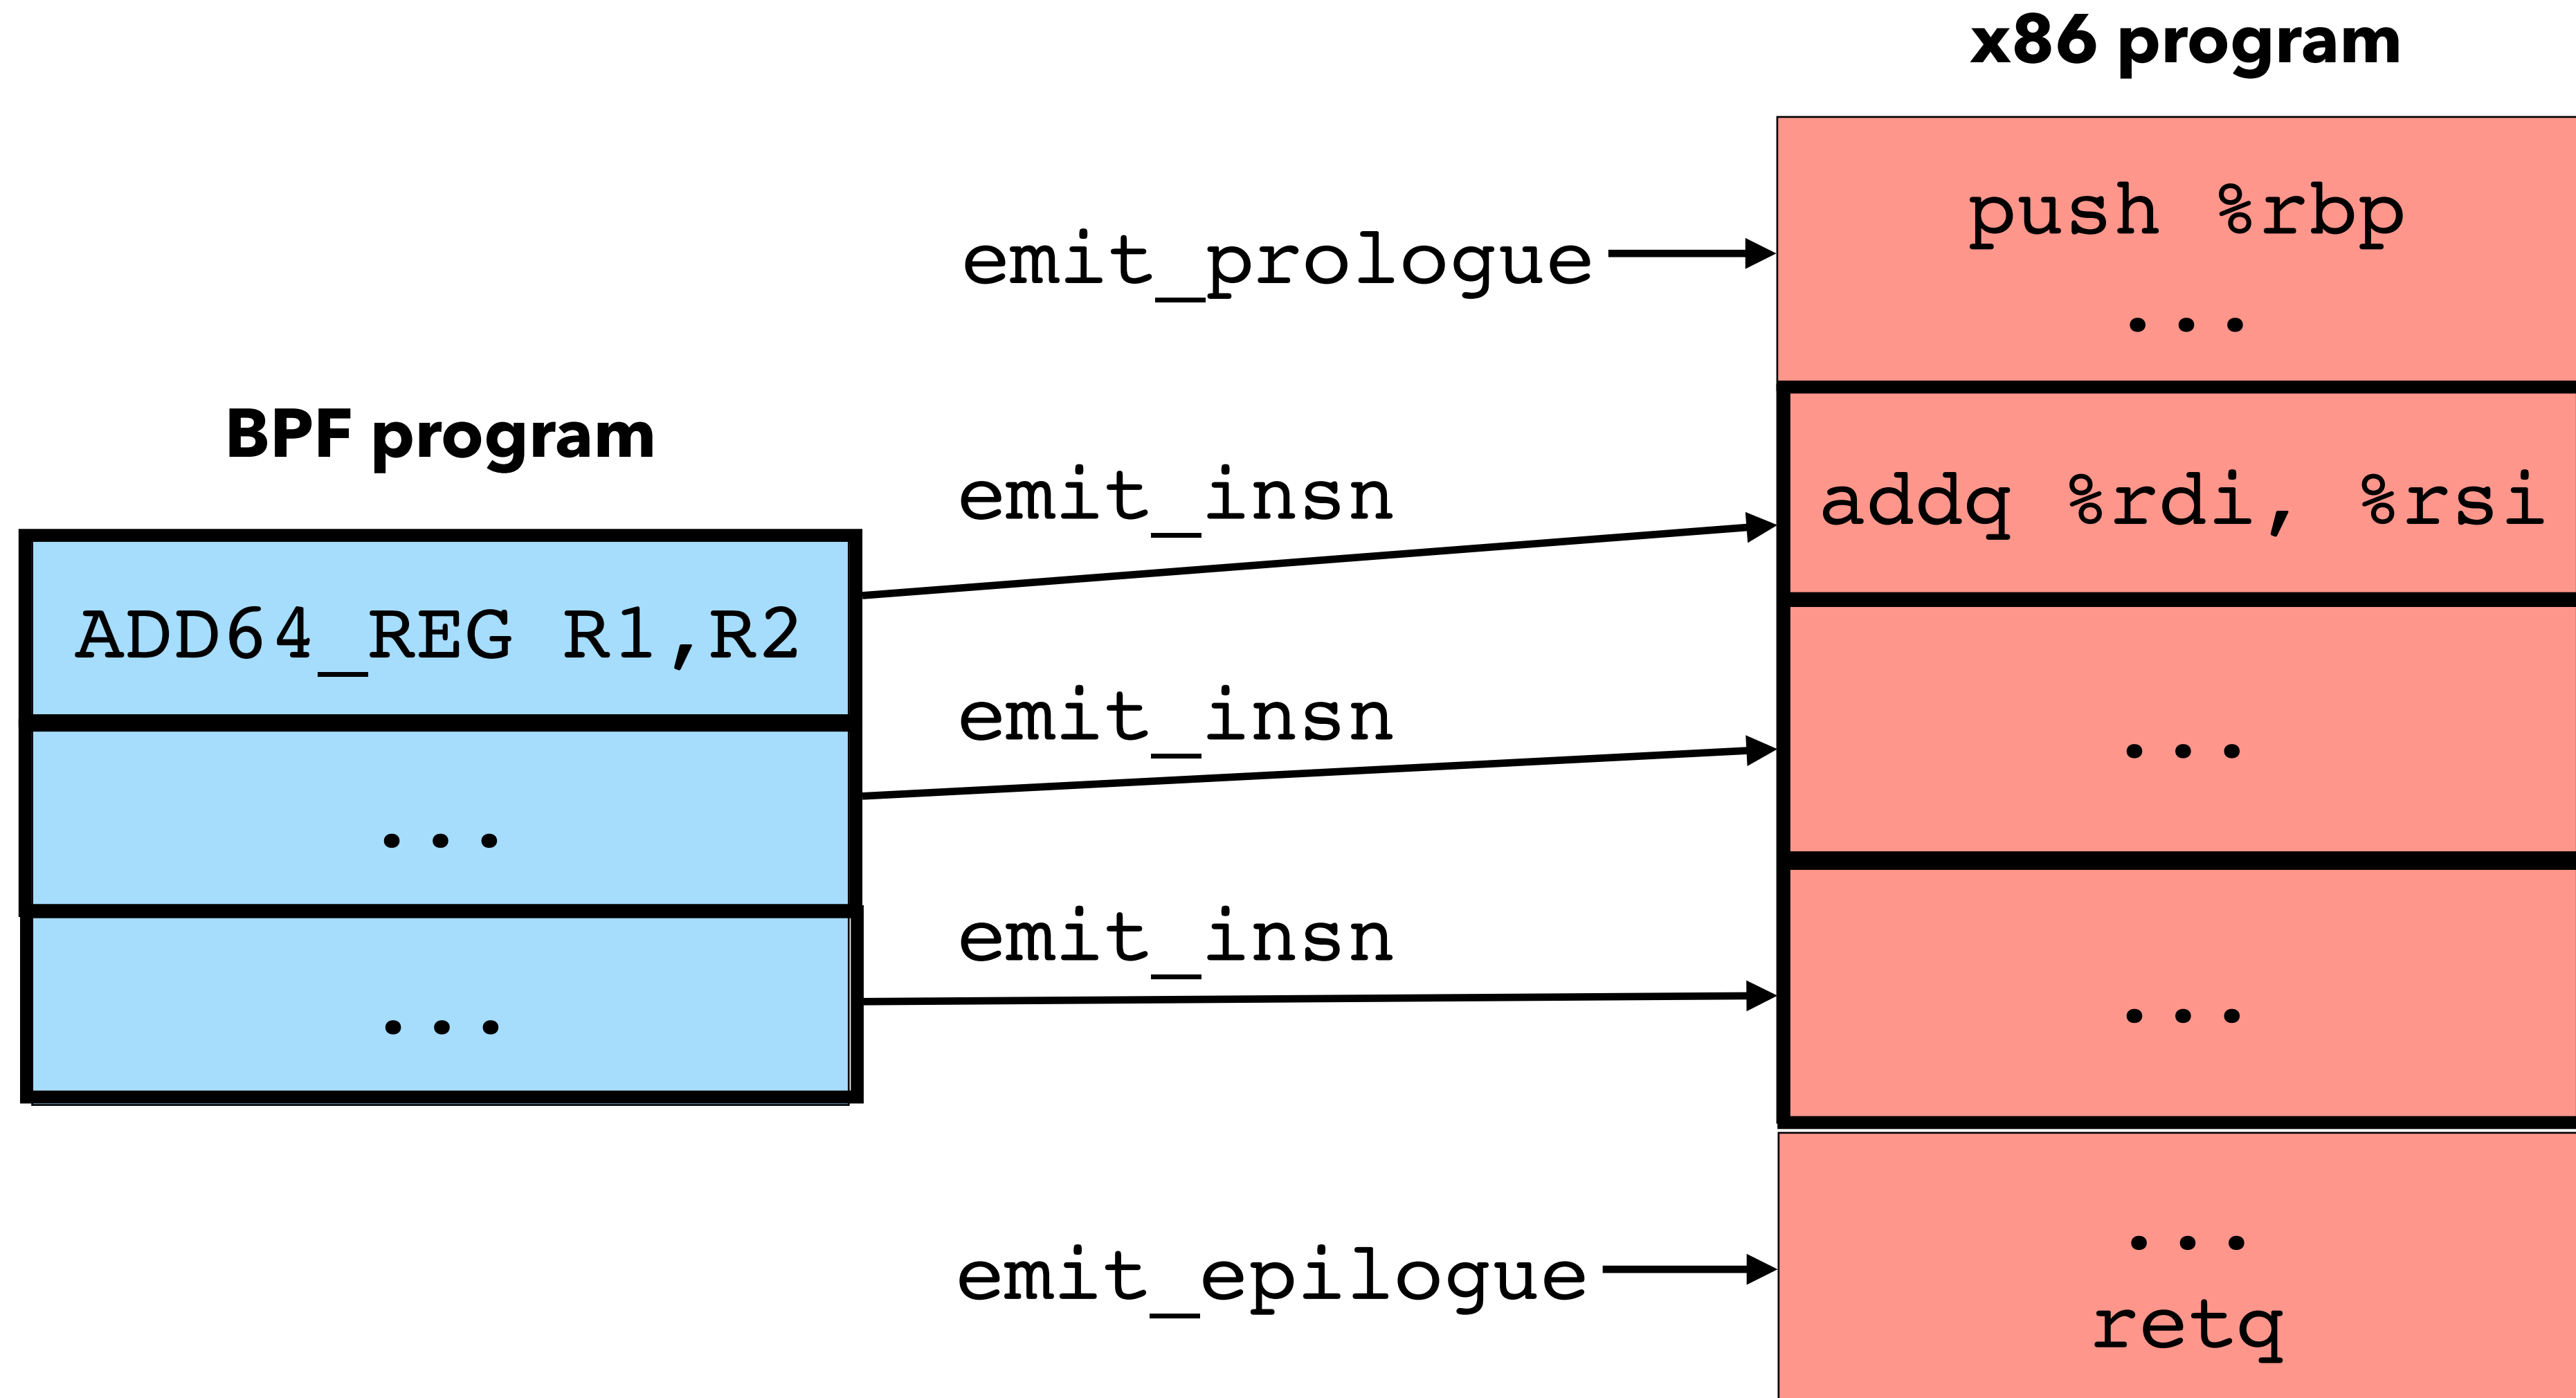 x86 program
push %rbp
...
emit_prologue
BPF program
addq %rdi, %rsi
emit_insn
ADD64_REG R1,R2
emit_insn
...
...
emit_insn
...
...
emit_epilogue
...
retq